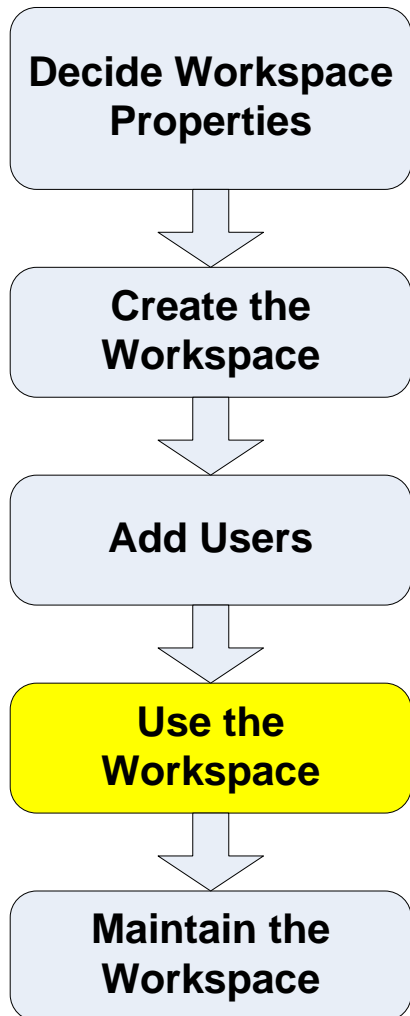 Decide Workspace
Properties
Create the
Workspace
Add Users
Use the
Workspace
Maintain the
Workspace